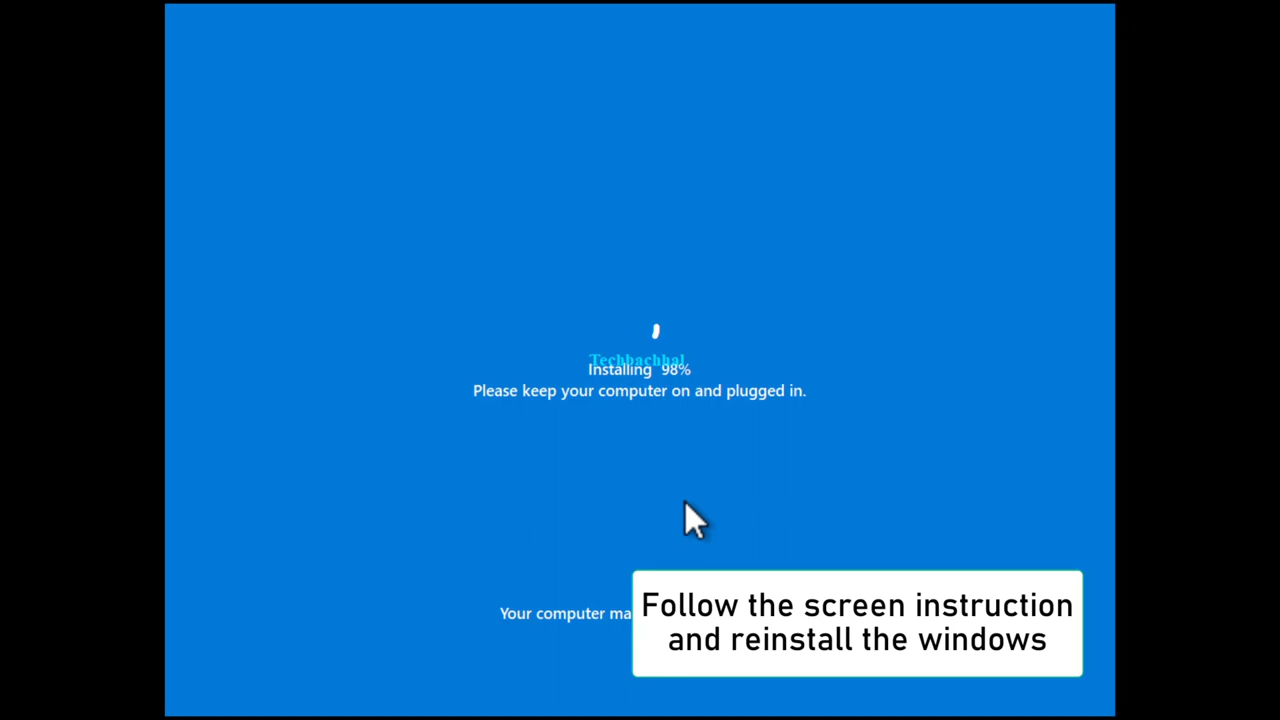 Techbachhal
Installing 98%
Please keep your computer on and plugged in.
Your computer ma
Follow the screen instruction
and reinstall the windows